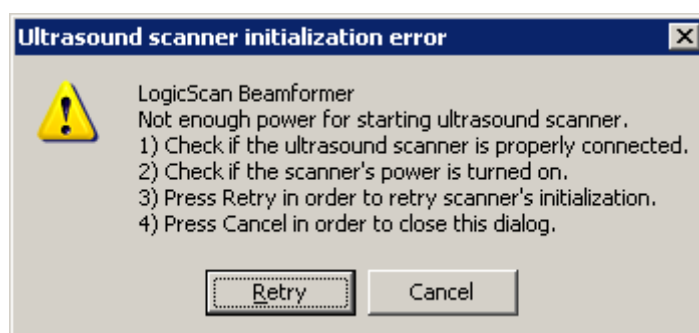 Ultrasound scanner initialization error
LogicScan Beamformer
Not enough power for starting ultrasound scanner.
1) Check if the ultrasound scanner is properly connected.
2) Check if the scanner's power is turned on.
3) Press Retry in order to retry scanner's initialization.
4) Press Cancel in order to close this dialog.
Retry Cancel